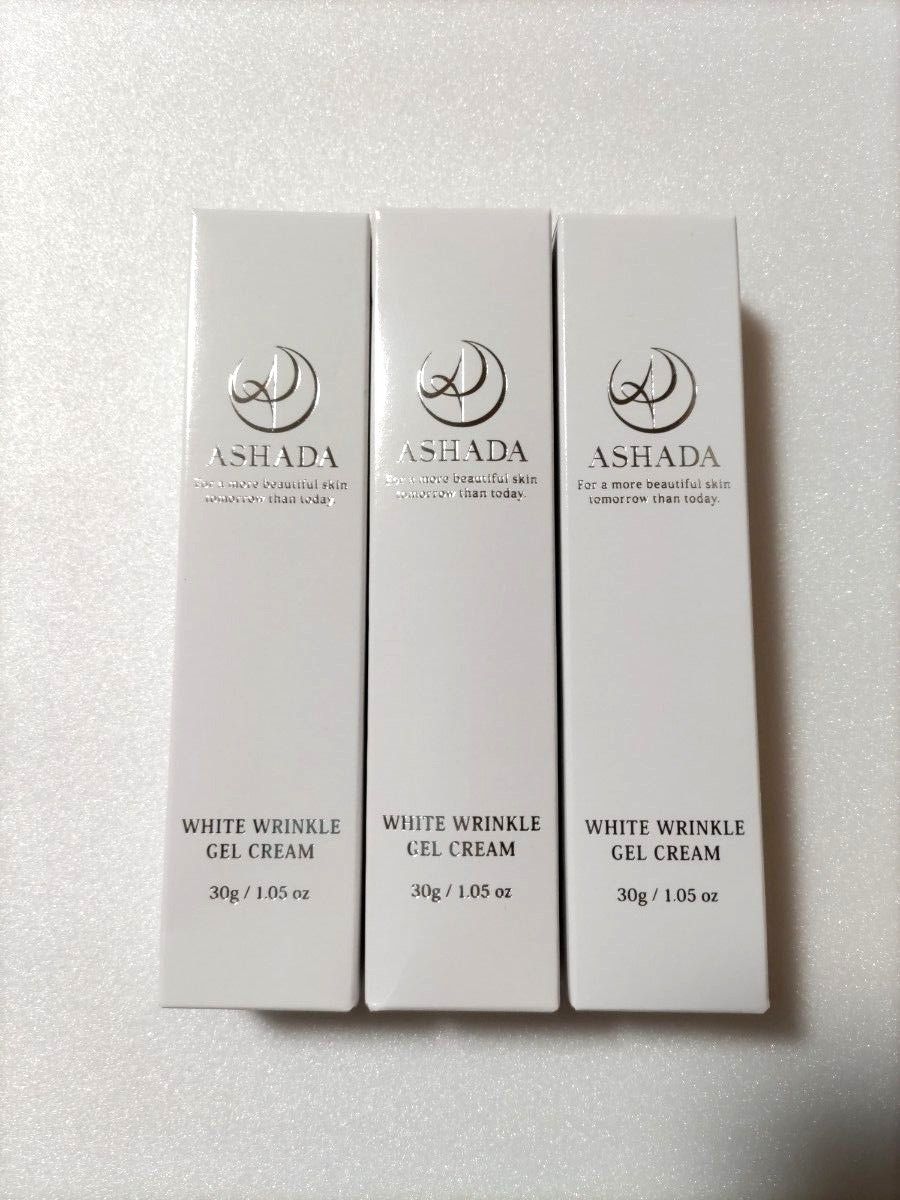 ASHADA
For a more beautiful skin
tomorrow than today.
WHITE WRINKLE
GEL CREAM
30g / 1.05 oz
ASHADA
For a more beautiful skin
tomorrow than today.
WHITE WRINKLE
GEL CREAM
30g / 1.05 oz
ASHADA
For a more beautiful skin
tomorrow than today.
WHITE WRINKLE
GEL CREAM
30g / 1.05 oz